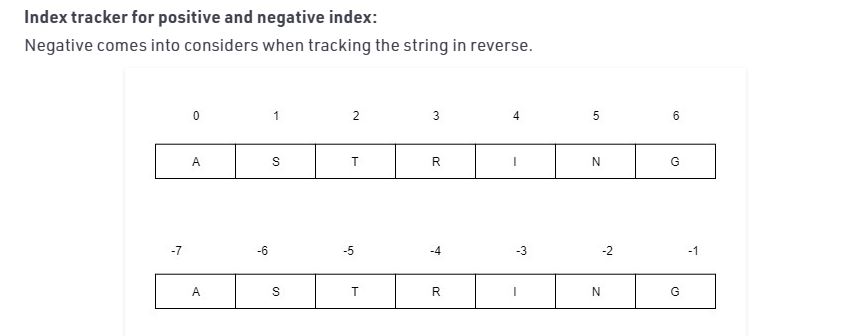 Index tracker for positive and negative index:
Negative comes into considers when tracking the string in reverse.
0 1 2 3 4 5 6
A S T R I N G
-7 -6 -5 -4 -3 -2 -1
A S T R I N G